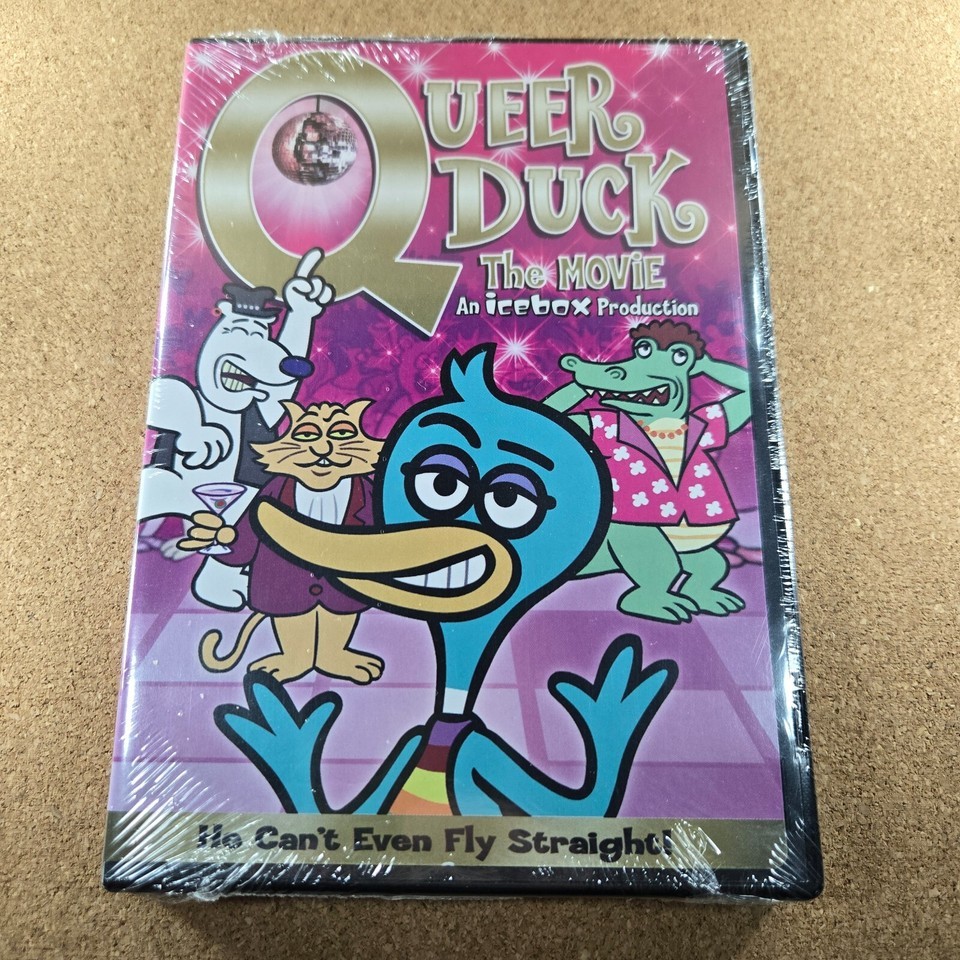 QUEER
DUCK
The MOViE
An icebox Production
He Can't Even Fly Straight!